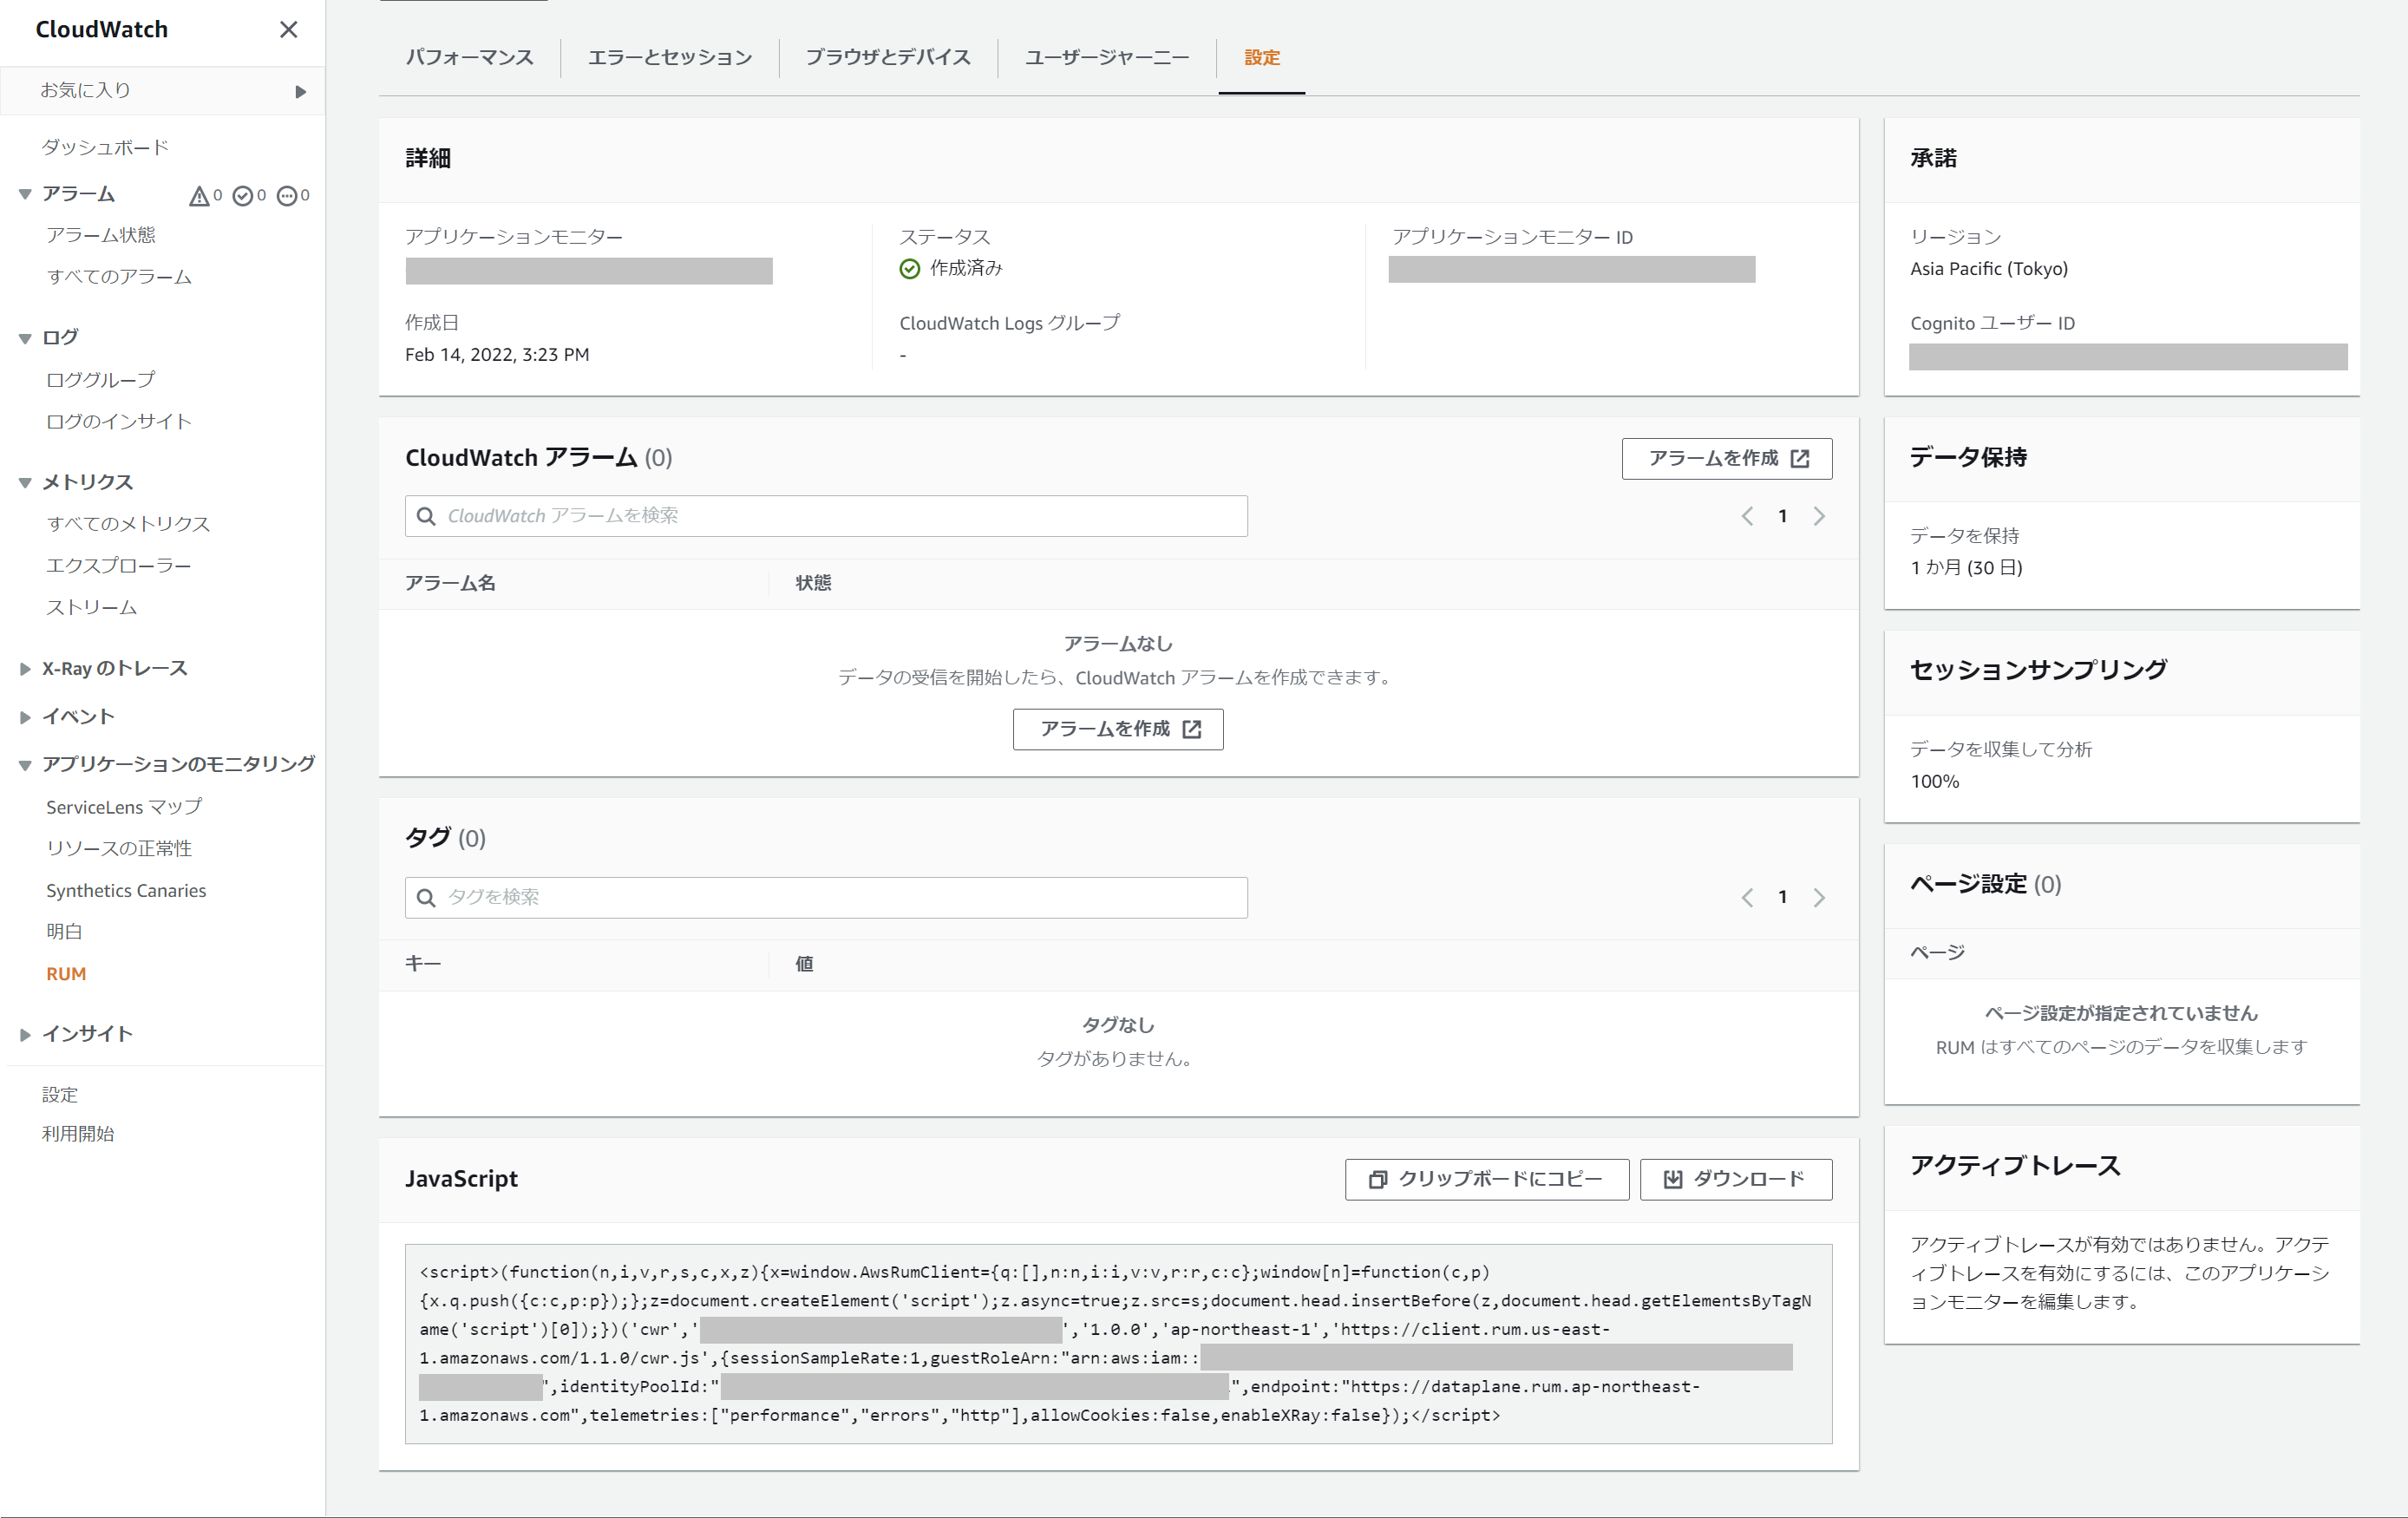 CloudWatch
お気に入り
ダッシュボード
アラーム 0 0 0
アラーム状態
すべてのアラーム
ログ
ロググループ
ログのインサイト
メトリクス
すべてのメトリクス
エクスプローラー
ストリーム
X-Ray のトレース
イベント
アプリケーションのモニタリング
ServiceLens マップ
リソースの正常性
Synthetics Canaries
明白
RUM
インサイト
設定
利用開始
パフォーマンス エラーとセッション ブラウザとデバイス ユーザージャーニー 設定
詳細
アプリケーションモニター
ステータス
作成済み
アプリケーションモニター ID
作成日
Feb 14, 2022, 3:23 PM
CloudWatch Logs グループ
-
CloudWatch アラーム (0)
アラームを作成
CloudWatch アラームを検索
1
アラーム名 状態
アラームなし
データの受信を開始したら、CloudWatch アラームを作成できます。
アラームを作成
タグ (0)
タグを検索
1
キー 値
タグなし
タグがありません。
JavaScript
クリップボードにコピー
ダウンロード
<script>(function(n,i,v,r,s,c,x,z){x=window.AwsRumClient={q:[],n:n,i:i,v:v,r:r,c:c};window[n]=function(c,p)
{x.q.push({c:c,p:p});};z=document.createElement('script');z.async=true;z.src=s;document.head.insertBefore(z,document.head.getElementsByTagN
ame('script')[0]);})('cwr','','1.0.0','ap-northeast-1','https://client.rum.us-east-
1.amazonaws.com/1.1.0/cwr.js',{sessionSampleRate:1,guestRoleArn:"arn:aws:iam::
",identityPoolId:"",endpoint:"https://dataplane.rum.ap-northeast-
1.amazonaws.com",telemetries:["performance","errors","http"],allowCookies:false,enableXRay:false});</script>
承諾
リージョン
Asia Pacific (Tokyo)
Cognito ユーザー ID
データ保持
データを保持
1 か月 (30 日)
セッションサンプリング
データを収集して分析
100%
ページ設定 (0)
ページ
ページ設定が指定されていません
RUM はすべてのページのデータを収集します
アクティブトレース
アクティブトレースが有効ではありません。アクテ
ィブトレースを有効にするには、このアプリケーシ
ョンモニターを編集します。